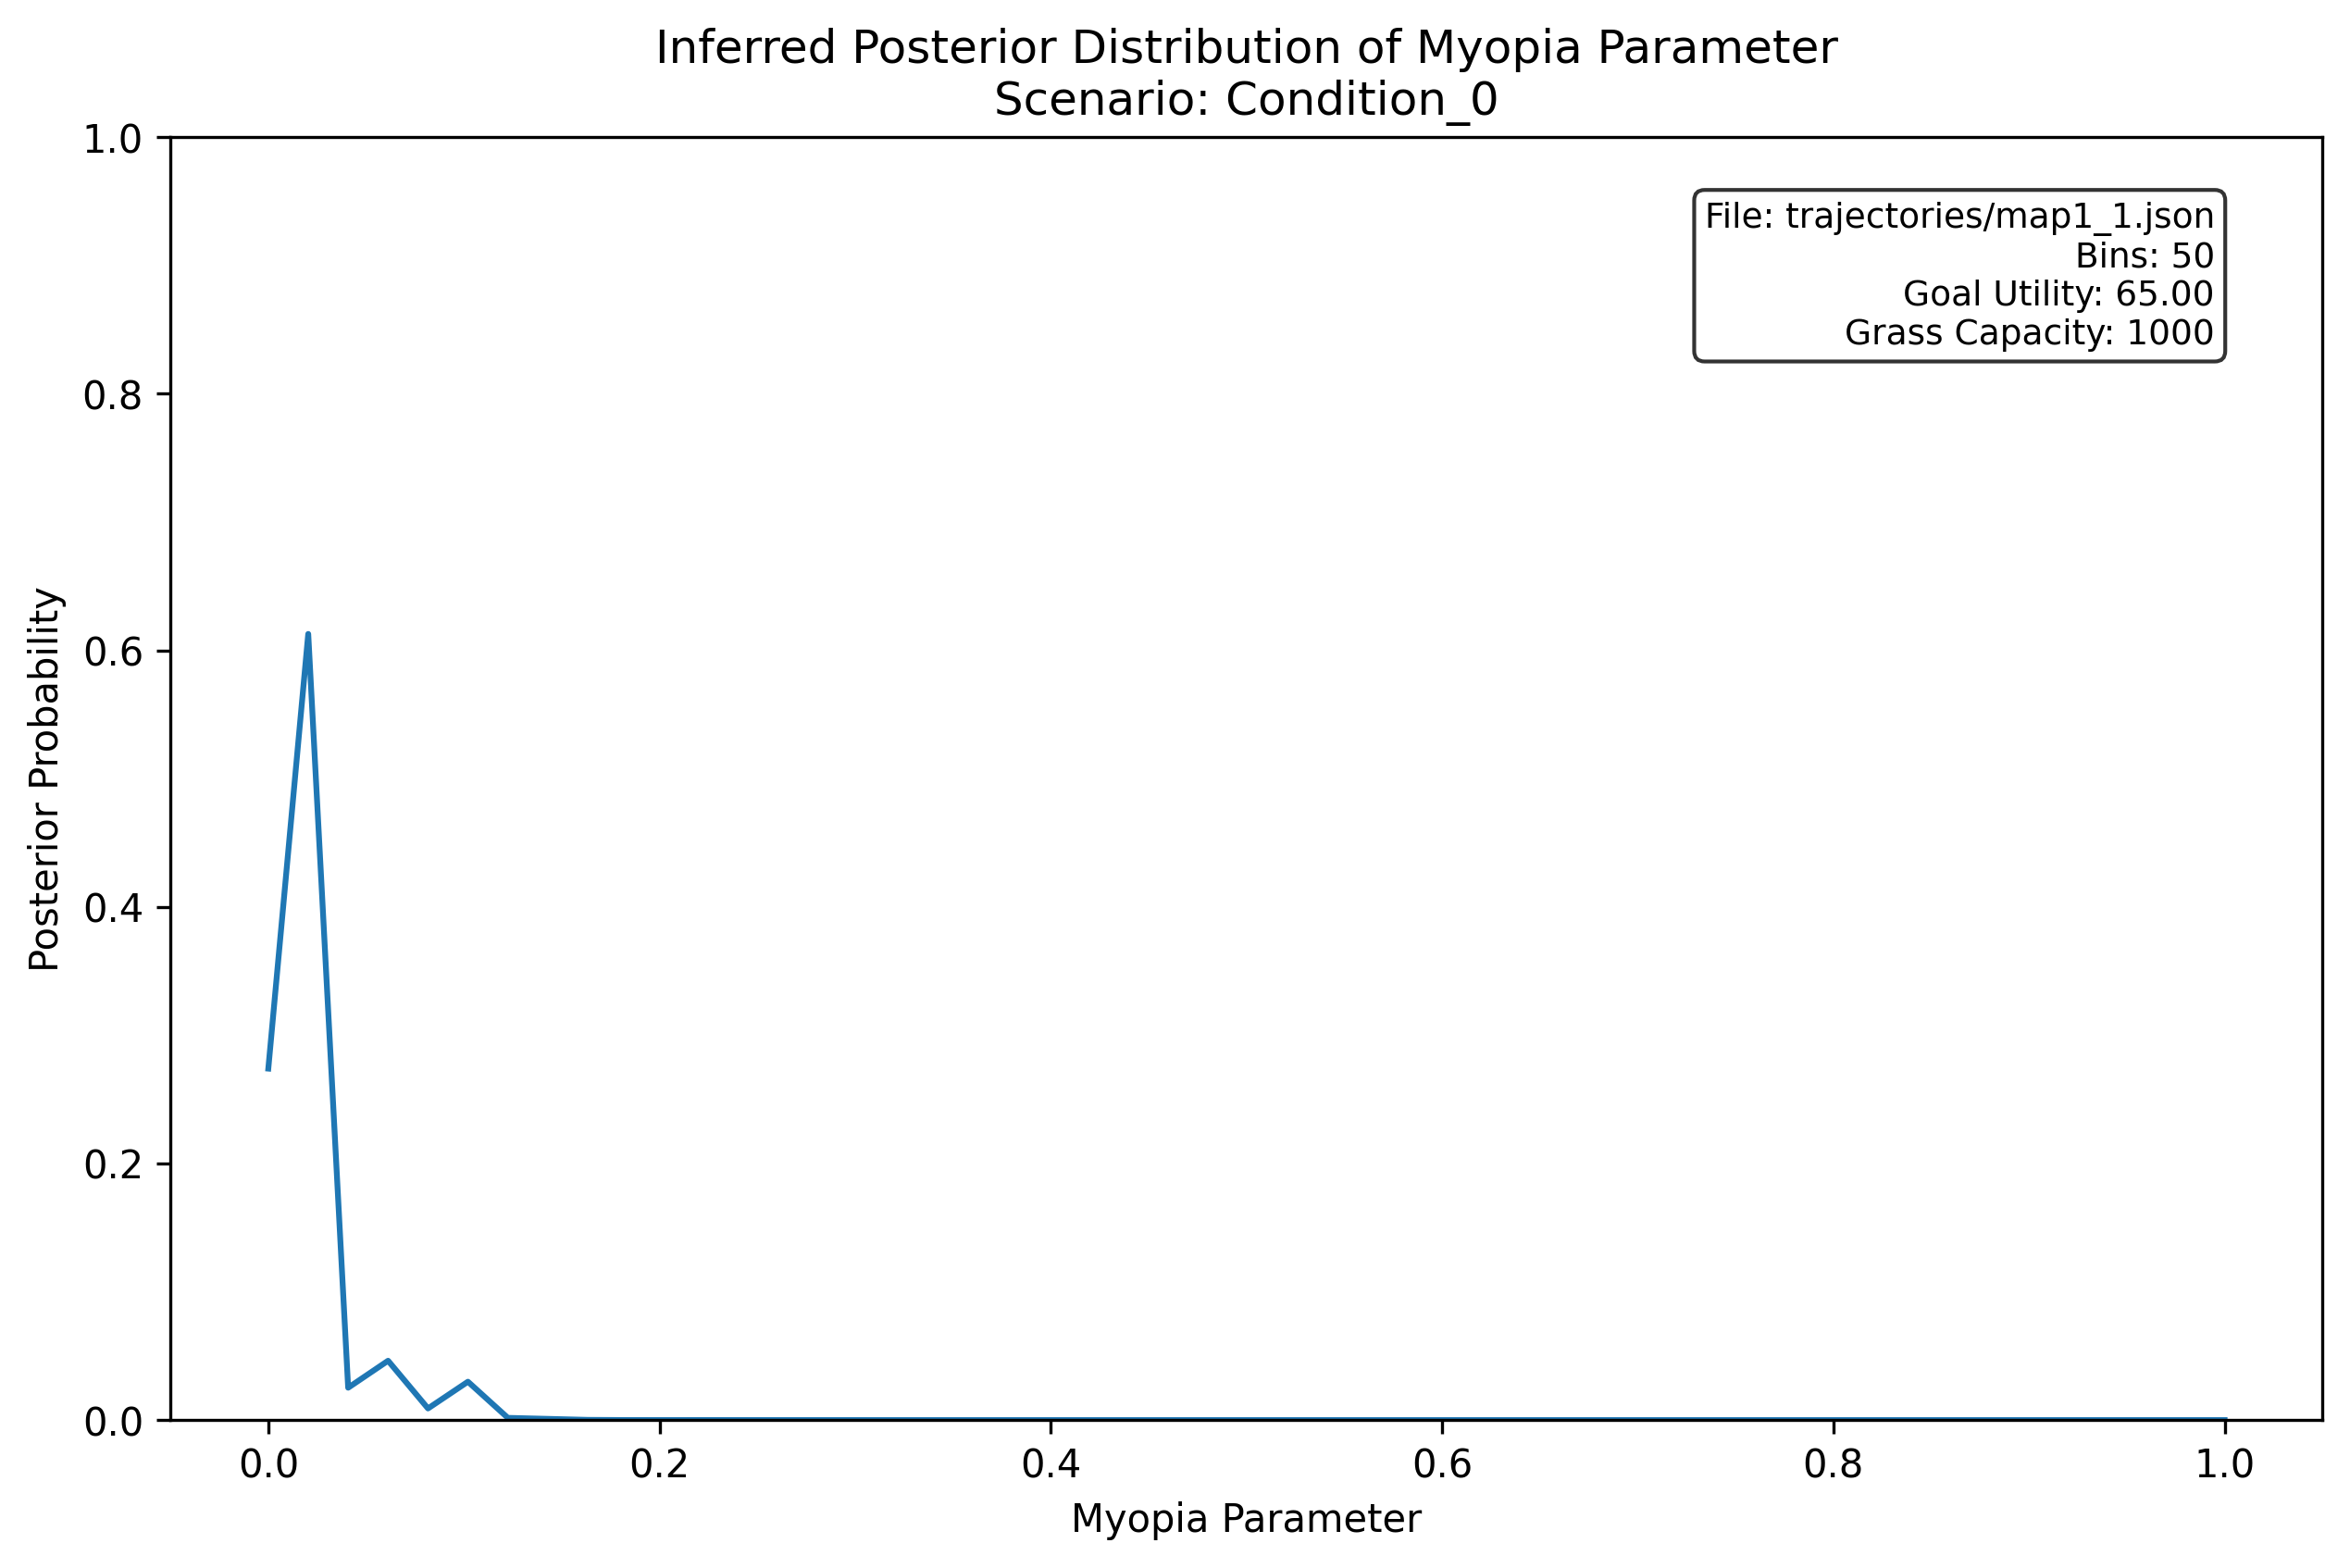 Inferred Posterior Distribution of Myopia Parameter
Scenario: Condition_0
File: trajectories/map1_1.json
Bins: 50
Goal Utility: 65.00
Grass Capacity: 1000
Posterior Probability
1.0
0.8
0.6
0.4
0.2
0.0
0.0 0.2 0.4 0.6 0.8 1.0
Myopia Parameter